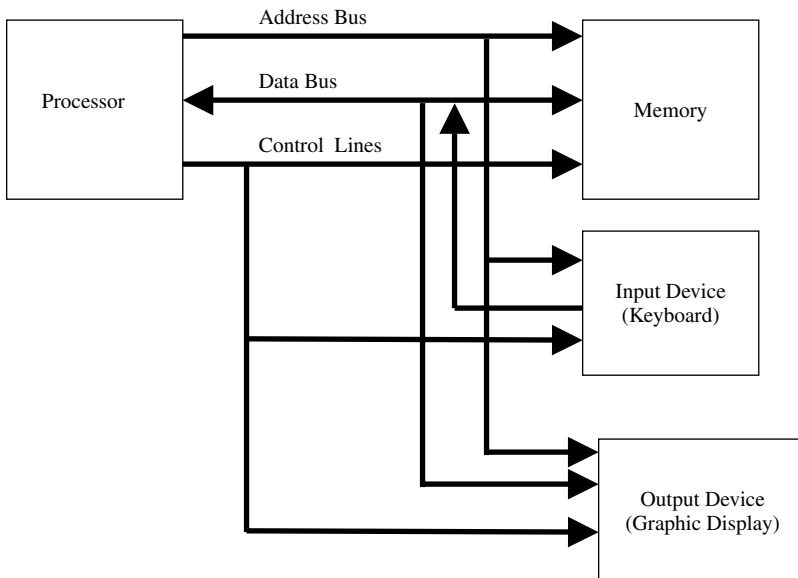 Address Bus
Processor
Data Bus
Memory
Control Lines
Input Device
(Keyboard)
Output Device
(Graphic Display)